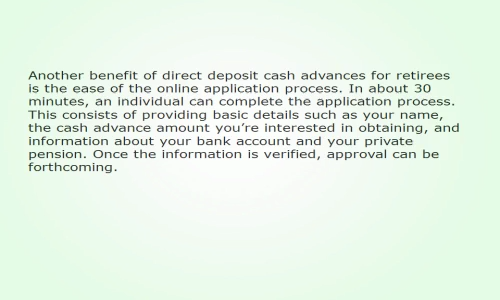 Another benefit of direct deposit cash advances for retirees
is the ease of the online application process. In about 30
minutes, an individual can complete the application process.
This consists of providing basic details such as your name,
the cash advance amount you’re interested in obtaining, and
information about your bank account and your private
pension. Once the information is verified, approval can be
forthcoming.